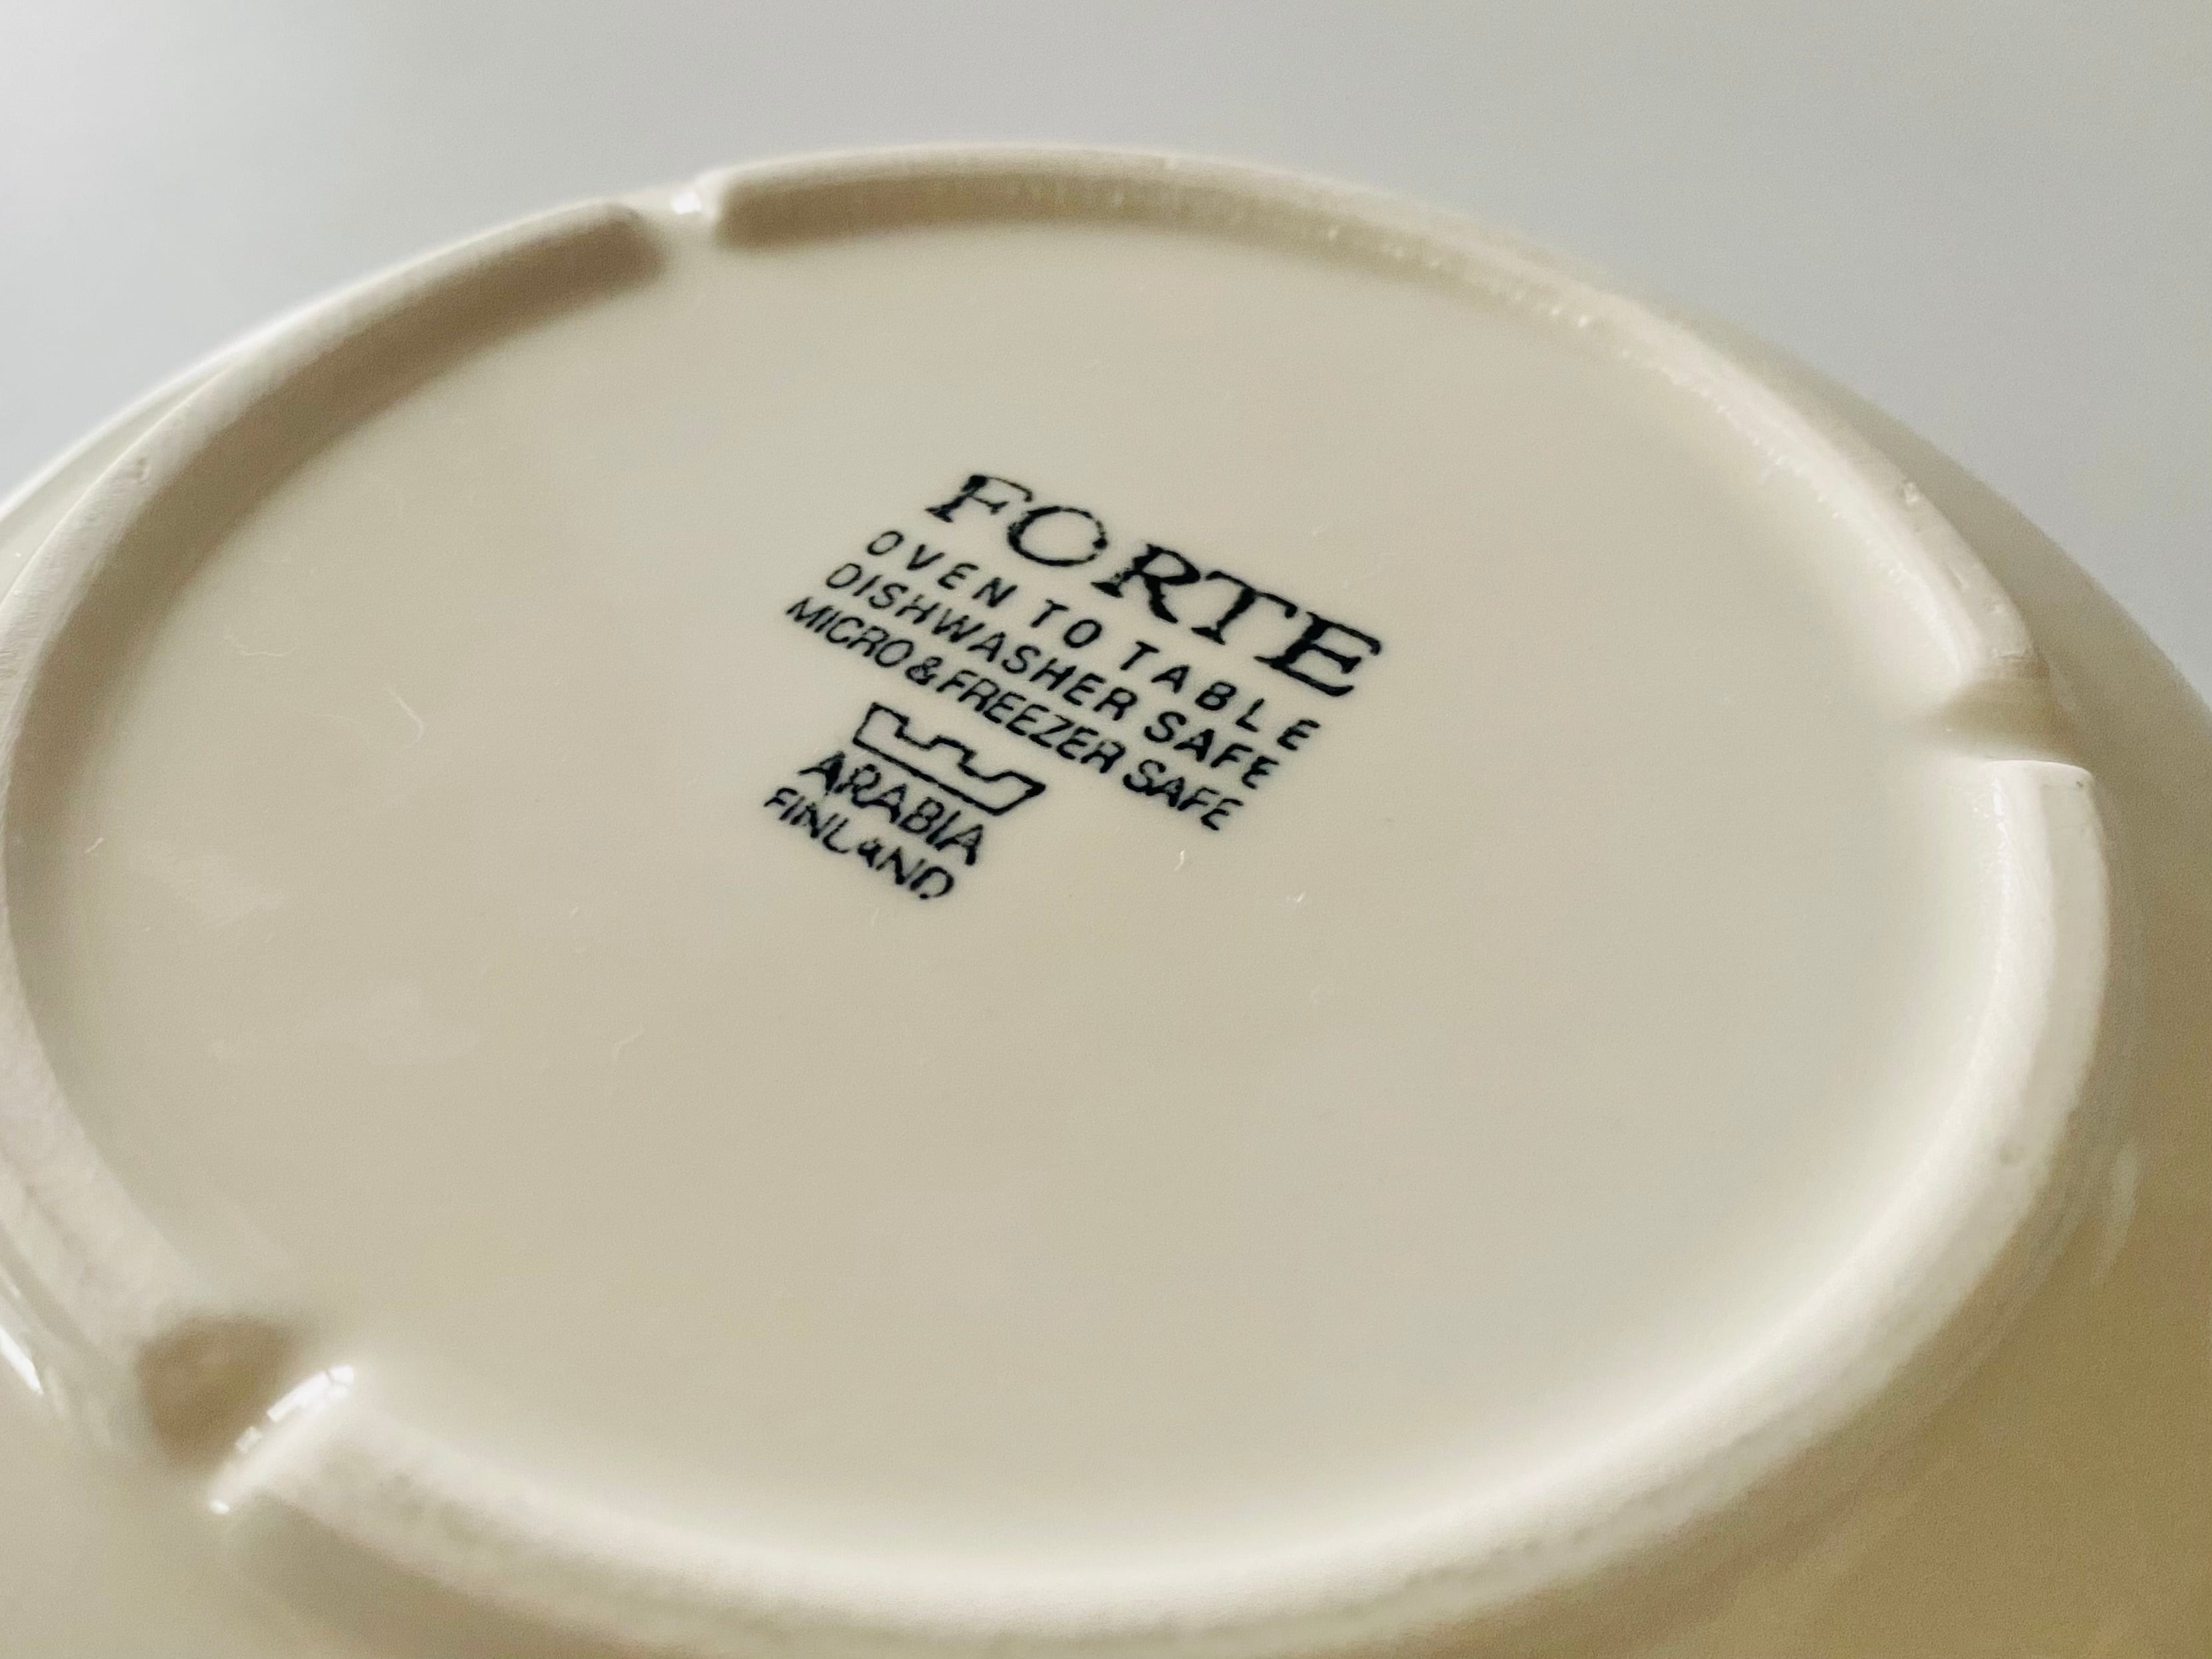 FORTE
OVEN TO TABLE
DISHWASHER SAFE
MICRO & FREEZER SAFE
ARABIA
FINLAND